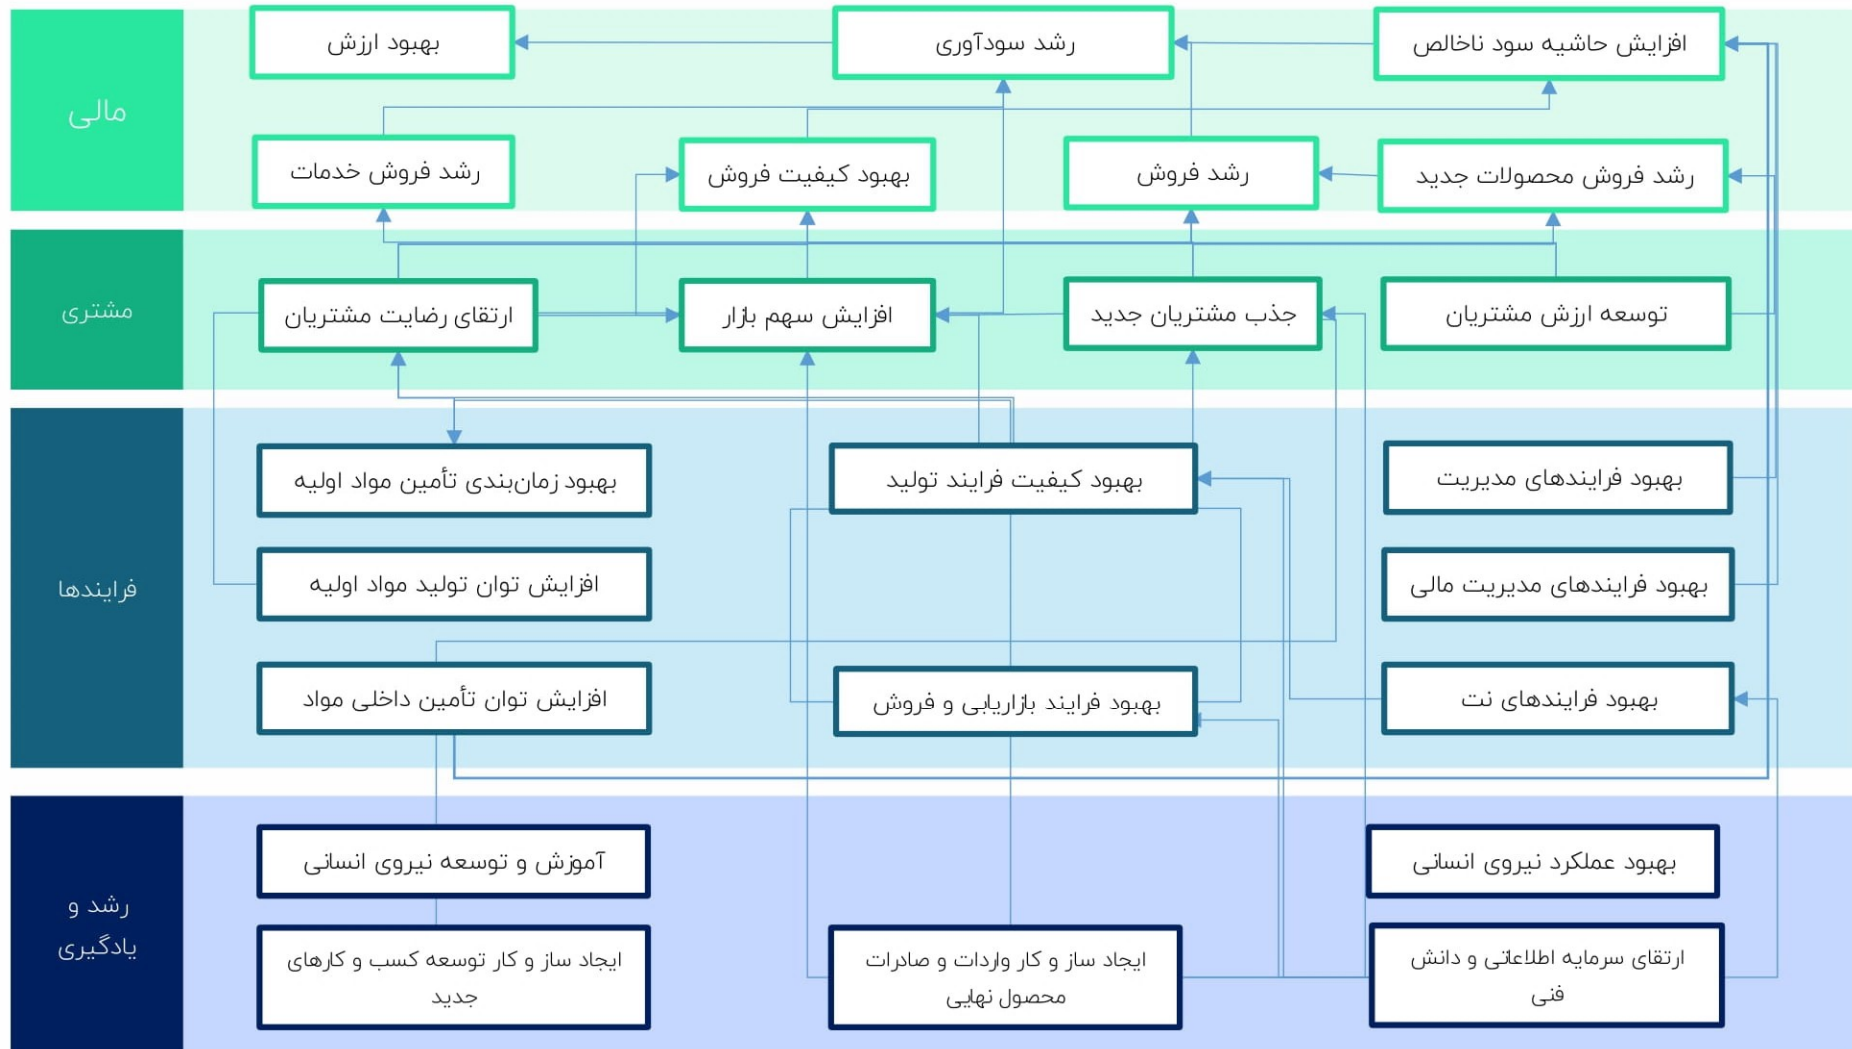 مالی
افزایش حاشیه سود ناخالص
رشد سودآوری
بهبود ارزش
رشد فروش محصولات جدید
رشد فروش
بهبود کیفیت فروش
رشد فروش خدمات
مشتری
توسعه ارزش مشتریان
جذب مشتریان جدید
افزایش سهم بازار
ارتقای رضایت مشتریان
فرایندها
بهبود فرایندهای مدیریت
بهبود کیفیت فرایند تولید
بهبود زمان‌بندی تأمین مواد اولیه
بهبود فرایندهای مدیریت مالی
افزایش توان تولید مواد اولیه
بهبود فرایندهای نت
بهبود فرایند بازاریابی و فروش
افزایش توان تأمین داخلی مواد
رشد و
یادگیری
بهبود عملکرد نیروی انسانی
آموزش و توسعه نیروی انسانی
ارتقای سرمایه اطلاعاتی و دانش
فنی
ایجاد ساز و کار واردات و صادرات
محصول نهایی
ایجاد ساز و کار توسعه کسب و کارهای
جدید